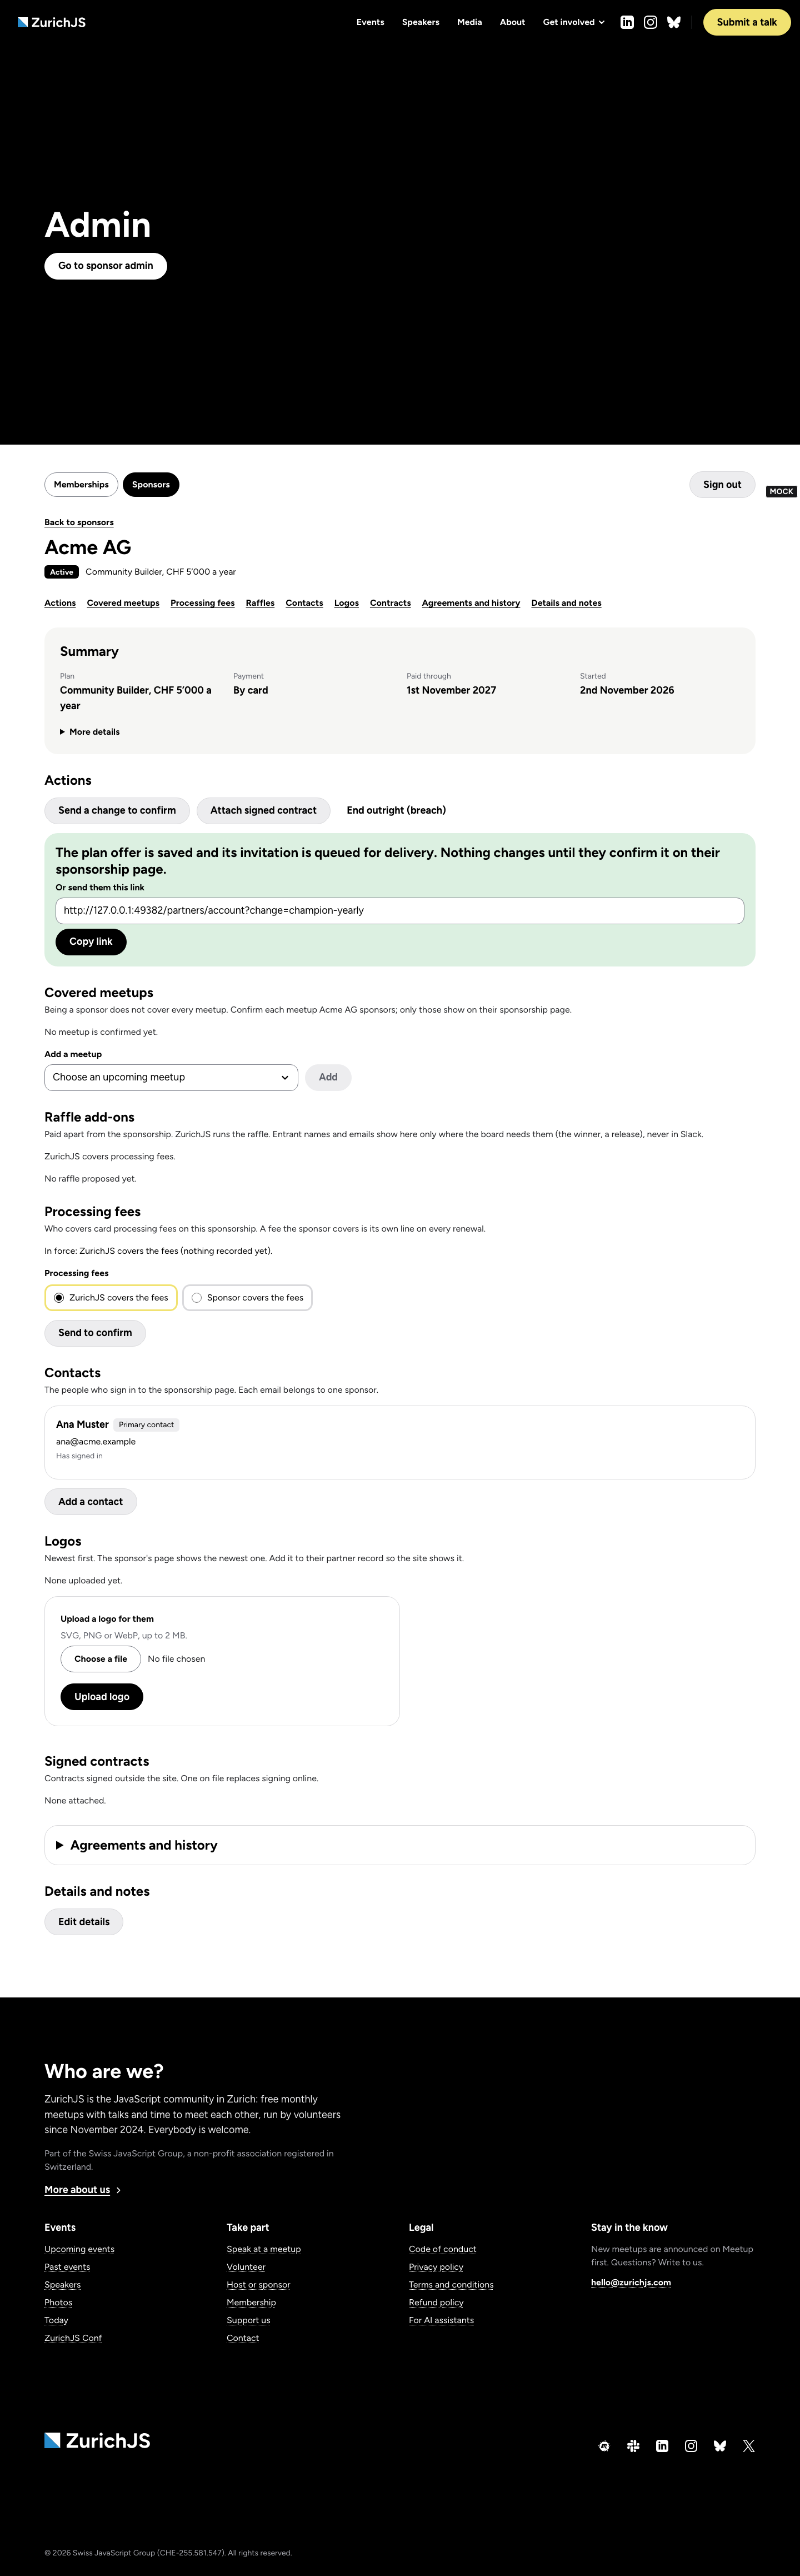 ZurichJS
Events Speakers Media About Get involved Submit a talk
Admin
Go to sponsor admin
Memberships Sponsors Sign out
MOCK
Back to sponsors
Acme AG
Active Community Builder, CHF 5'000 a year
Actions Covered meetups Processing fees Raffles Contacts Logos Contracts Agreements and history Details and notes
Summary
Plan Payment Paid through Started
Community Builder, CHF 5'000 a year By card 1st November 2027 2nd November 2026
More details
Actions
Send a change to confirm Attach signed contract End outright (breach)
The plan offer is saved and its invitation is queued for delivery. Nothing changes until they confirm it on their
sponsorship page.
Or send them this link
http://127.0.0.1:49382/partners/account?change=champion-yearly
Copy link
Covered meetups
Being a sponsor does not cover every meetup. Confirm each meetup Acme AG sponsors; only those show on their sponsorship page.
No meetup is confirmed yet.
Add a meetup
Choose an upcoming meetup Add
Raffle add-ons
Paid apart from the sponsorship. ZurichJS runs the raffle. Entrant names and emails show here only where the board needs them (the winner, a release), never in Slack.
ZurichJS covers processing fees.
No raffle proposed yet.
Processing fees
Who covers card processing fees on this sponsorship. A fee the sponsor covers is its own line on every renewal.
In force: ZurichJS covers the fees (nothing recorded yet).
Processing fees
ZurichJS covers the fees Sponsor covers the fees
Send to confirm
Contacts
The people who sign in to the sponsorship page. Each email belongs to one sponsor.
Ana Muster Primary contact
ana@acme.example
Has signed in
Add a contact
Logos
Newest first. The sponsor's page shows the newest one. Add it to their partner record so the site shows it.
None uploaded yet.
Upload a logo for them
SVG, PNG or WebP, up to 2 MB.
Choose a file No file chosen
Upload logo
Signed contracts
Contracts signed outside the site. One on file replaces signing online.
None attached.
Agreements and history
Details and notes
Edit details
Who are we?
ZurichJS is the JavaScript community in Zurich: free monthly
meetups with talks and time to meet each other, run by volunteers
since November 2024. Everybody is welcome.
Part of the Swiss JavaScript Group, a non-profit association registered in
Switzerland.
More about us
Events
Upcoming events
Past events
Speakers
Photos
Today
ZurichJS Conf
Take part
Speak at a meetup
Volunteer
Host or sponsor
Membership
Support us
Contact
Legal
Code of conduct
Privacy policy
Terms and conditions
Refund policy
For AI assistants
Stay in the know
New meetups are announced on Meetup
first. Questions? Write to us.
hello@zurichjs.com
ZurichJS
© 2026 Swiss JavaScript Group (CHE-255.581.547). All rights reserved.